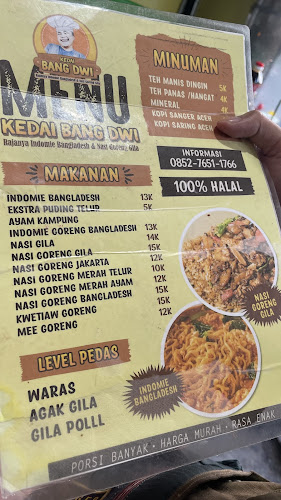 KEDAI
BANG DWI
MENU
KEDAI BANG DWI
Rajanya Indomie Bangladesh & Nasi Goreng Gila
MINUMAN
TEH MANIS DINGIN 5K
TEH PANAS /HANGAT 4K
MINERAL 4K
KOPI SANGER ACEH
KOPI SARING ACEH
INFORMASI
0852-7651-1766
100% HALAL
MAKANAN
INDOMIE BANGLADESH 13K
EKSTRA PUDING TELUR 5K
AYAM KAMPUNG
INDOMIE GORENG BANGLADESH 13K
NASI GILA 14K
NASI GORENG GILA 15K
NASI GORENG JAKARTA 12K
NASI GORENG MERAH TELUR 10K
NASI GORENG MERAH AYAM 12K
NASI GORENG BANGLADESH 15K
KWETIAW GORENG 15K
MEE GORENG 12K
NASI
GORENG
GILA
INDOMIE
BANGLADESH
LEVEL PEDAS
WARAS
AGAK GILA
GILA POLLL
PORSI BANYAK • HARGA MURAH • RASA ENAK